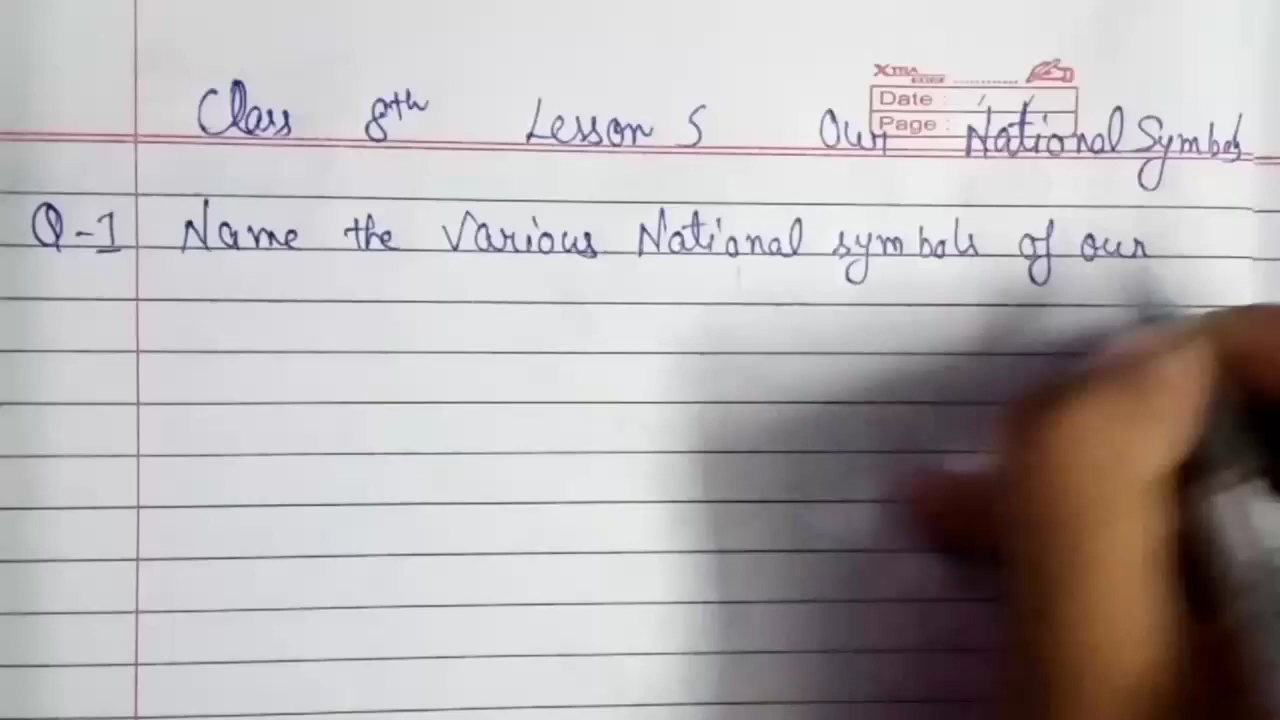 XTRA
Date
Page :
Class 8th Lesson 5 Our National Symbols
Q-1 Name the various National symbols of our